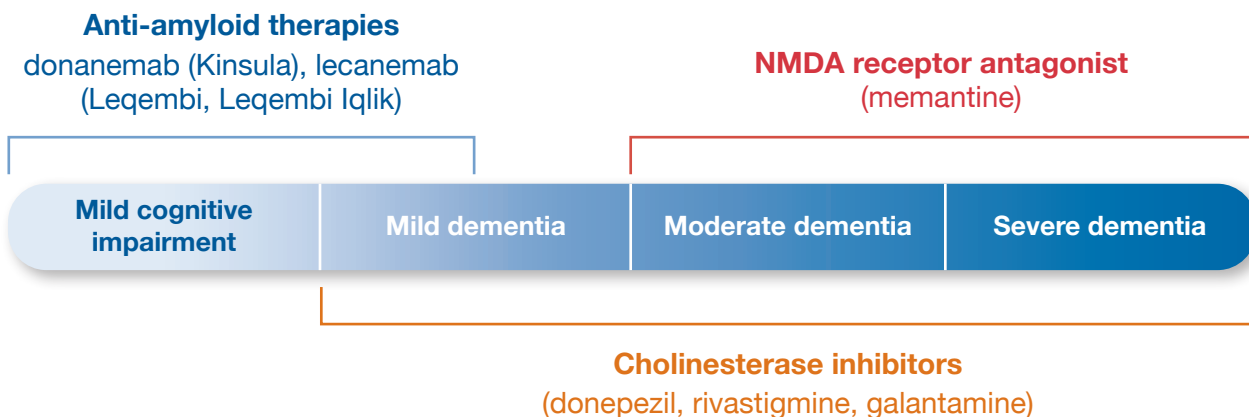 Anti-amyloid therapies
donanemab (Kinsula), lecanemab
(Leqembi, Leqembi Iqlik)
NMDA receptor antagonist
(memantine)
Mild cognitive
impairment
Mild dementia
Moderate dementia
Severe dementia
Cholinesterase inhibitors
(donepezil, rivastigmine, galantamine)